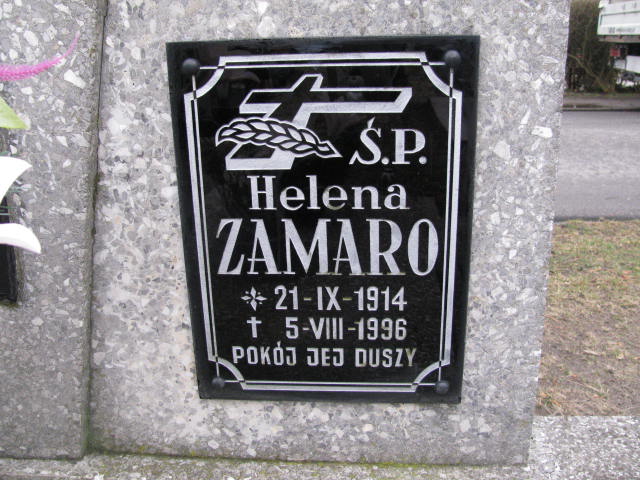 Ś.P.
Helena
ZAMARO
21-IX-1914
✝ 5-VIII-1996
POKÓJ JEJ DUSZY